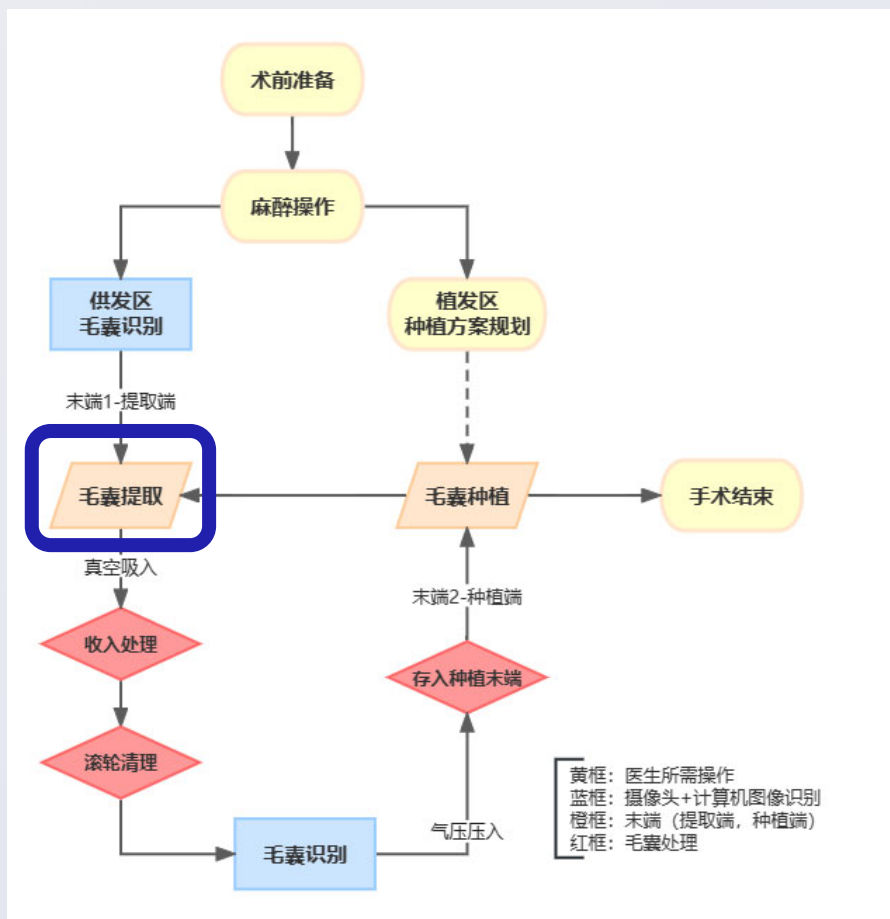 术前准备
麻醉操作
供发区
毛囊识别
植发区
种植方案规划
末端1-提取端
毛囊提取
毛囊种植
手术结束
真空吸入
末端2-种植端
收入处理
存入种植末端
滚轮清理
气压压入
毛囊识别
黄框：医生所需操作
蓝框：摄像头+计算机图像识别
橙框：末端（提取端，种植端）
红框：毛囊处理